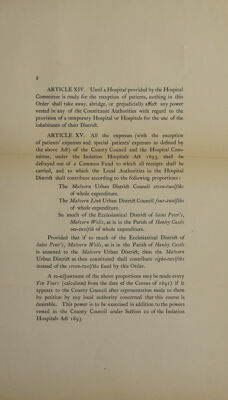 8
ARTICLE XIV. Until a Hospital provided by the Hospital
Committee is ready for the reception of patients, nothing in this
Order shall take away, abridge, or prejudicially affect any power
vested in any of the Constituent Authorities with regard to the
provision of a temporary Hospital or Hospitals for the use of the
inhabitants of their District.
ARTICLE XV. All the expenses (with the exception
of patients' expenses and special patients' expenses as defined by
the above Act) of the County Council and the Hospital Com-
mittee, under the Isolation Hospitals Act 1893, shall be
defrayed out of a Common Fund to which all receipts shall be
carried, and to which the Local Authorities in the Hospital
District shall contribute according to the following proportions :
The Malvern Urban District Council seven-twelfths
of whole expenditure.
The Malvern Link Urban District Council four-twelfths
of whole expenditure.
So much of the Ecclesiastical District of Saint Peter's,
Malvern Wells, as is in the Parish of Hanley Castle
one-twelfth of whole expenditure.
Provided that if so much of the Ecclesiastical District of
Saint Peter's, Malvern Wells, as is in the Parish of Hanley Castle
is annexed to the Malvern Urban District, then the Malvern
Urban District as then constituted shall contribute eight-twelfths
instead of the seven-twelfths fixed by this Order.
A re-adjustment of the above proportions may be made every
Ten Years (calculated from the date of the Census of 1891) if it
appears to the County Council after representation made to them
by petition by any local authority concerned that this course is
desirable. This power is to be exercised in addition to the powers
vested in the County Council under Section 20 of the Isolation
Hospitals Act 1893.